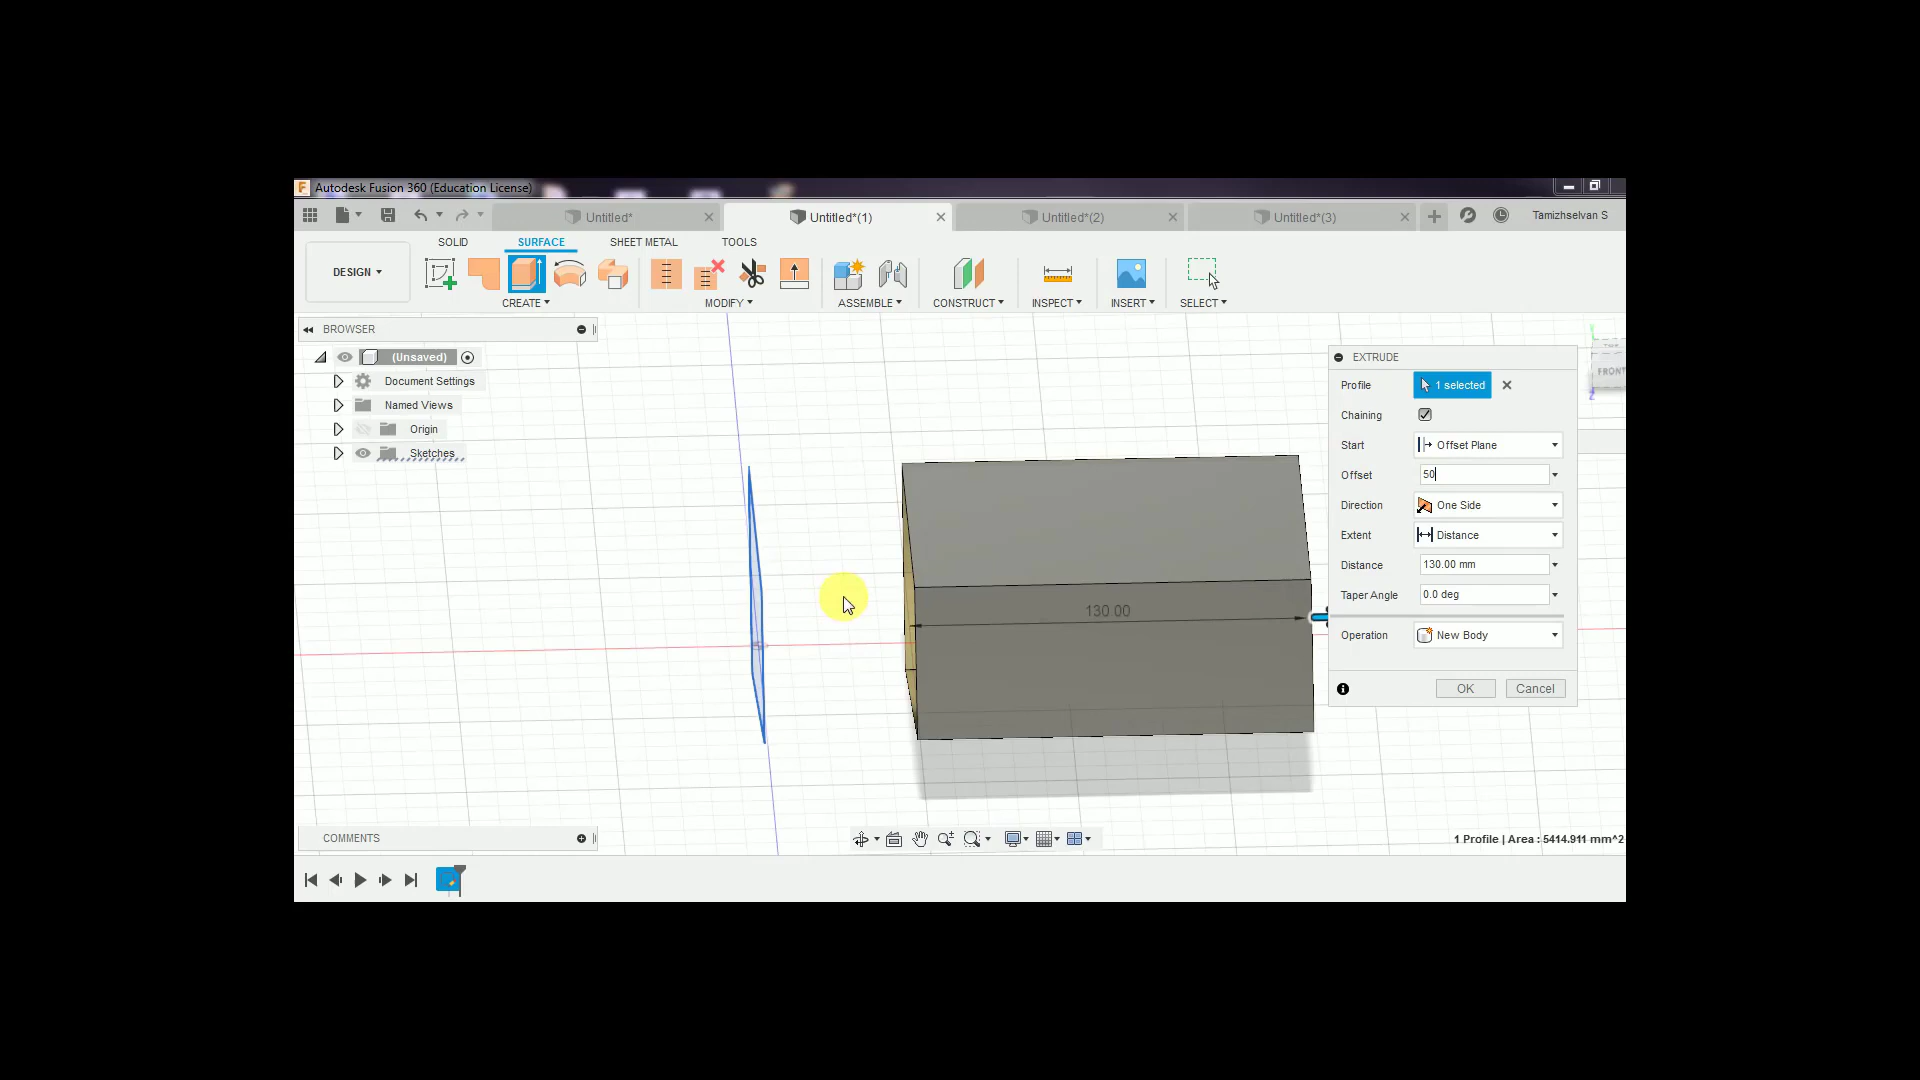 Autodesk Fusion 360 (Education License)
Untitled*
Untitled*(1)
Untitled*(2)
Untitled*(3)
Tamizhselvan S
SOLID
SURFACE
SHEET METAL
TOOLS
DESIGN
CREATE
MODIFY
ASSEMBLE
CONSTRUCT
INSPECT
INSERT
SELECT
BROWSER
(Unsaved)
Document Settings
Named Views
Origin
Sketches
130.00
TOP
FRONT
Z
EXTRUDE
Profile 1 selected
Chaining
Start Offset Plane
Offset 50
Direction One Side
Extent Distance
Distance 130.00 mm
Taper Angle 0.0 deg
Operation New Body
OK Cancel
COMMENTS
1 Profile | Area : 5414.911 mm^2